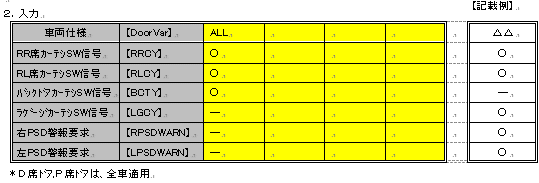 【記載例】
２．入力
車両仕様 【DoorVar】 ALL △△
RR席ｶｰﾃｼSW信号 【RRCY】 ○ ○
RL席ｶｰﾃｼSW信号 【RLCY】 ○ ○
ﾊﾞｯｸﾄﾞｱｶｰﾃｼSW信号 【BCTY】 ○ ―
ﾗｹﾞｰｼﾞｶｰﾃｼSW信号 【LGCY】 ― ○
右PSD警報要求 【RPSDWARN】 ― ○
左PSD警報要求 【LPSDWARN】 ― ○
＊Ｄ席ﾄﾞｱ,Ｐ席ﾄﾞｱは、全車適用